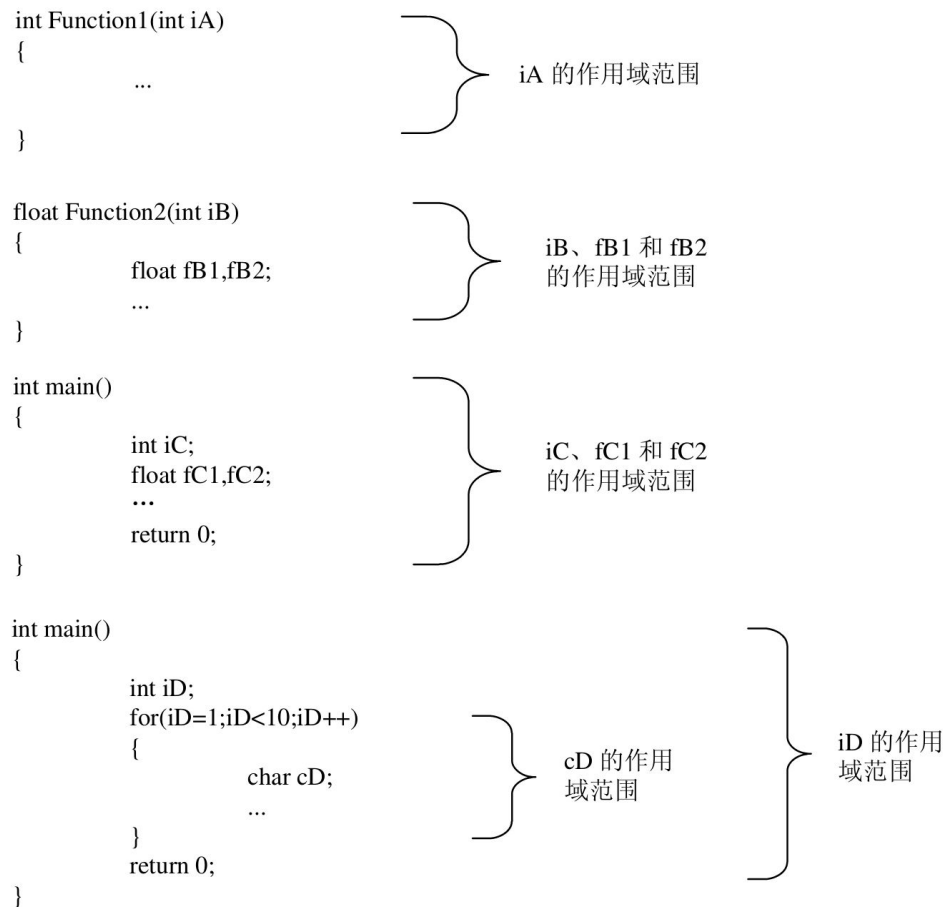 int Function1(int iA)
{
...
}
iA 的作用域范围
float Function2(int iB)
{
float fB1,fB2;
...
}
iB、fB1 和 fB2
的作用域范围
int main()
{
int iC;
float fC1,fC2;
...
return 0;
}
iC、fC1 和 fC2
的作用域范围
int main()
{
int iD;
for(iD=1;iD<10;iD++)
{
char cD;
...
}
return 0;
}
cD 的作用
域范围
iD 的作用
域范围